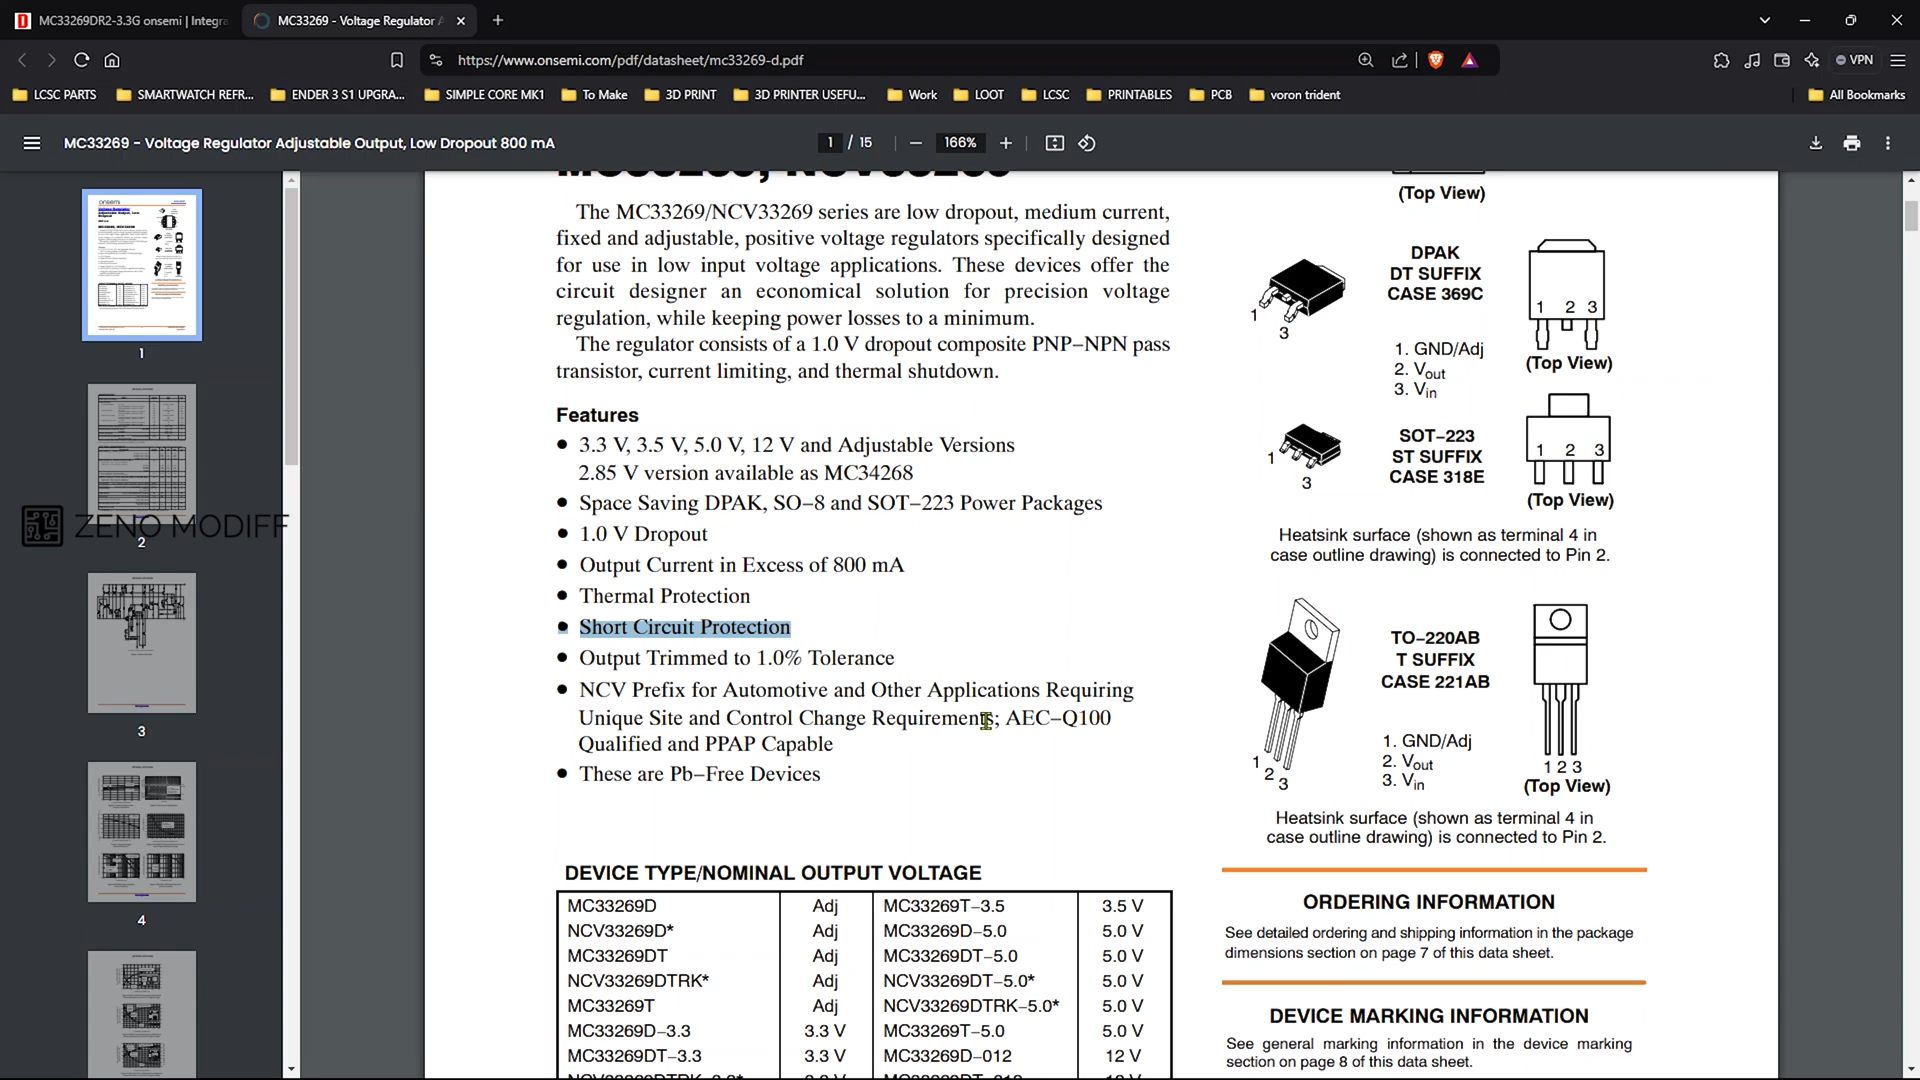 MC33269DR2-3.3G onsemi | Integra
MC33269 - Voltage Regulator A
https://www.onsemi.com/pdf/datasheet/mc33269-d.pdf
VPN
LCSC PARTS
SMARTWATCH REFR...
ENDER 3 S1 UPGRA...
SIMPLE CORE MK1
To Make
3D PRINT
3D PRINTER USEFU...
Work
LOOT
LCSC
PRINTABLES
PCB
voron trident
All Bookmarks
MC33269 - Voltage Regulator Adjustable Output, Low Dropout 800 mA
1 / 15
166%
1
2
3
4
ZENO MODIFF
The MC33269/NCV33269 series are low dropout, medium current,
fixed and adjustable, positive voltage regulators specifically designed
for use in low input voltage applications. These devices offer the
circuit designer an economical solution for precision voltage
regulation, while keeping power losses to a minimum.
The regulator consists of a 1.0 V dropout composite PNP–NPN pass
transistor, current limiting, and thermal shutdown.
Features
• 3.3 V, 3.5 V, 5.0 V, 12 V and Adjustable Versions
2.85 V version available as MC34268
• Space Saving DPAK, SO–8 and SOT–223 Power Packages
• 1.0 V Dropout
• Output Current in Excess of 800 mA
• Thermal Protection
• Short Circuit Protection
• Output Trimmed to 1.0% Tolerance
• NCV Prefix for Automotive and Other Applications Requiring
Unique Site and Control Change Requirements; AEC–Q100
Qualified and PPAP Capable
• These are Pb–Free Devices
DEVICE TYPE/NOMINAL OUTPUT VOLTAGE
MC33269D Adj MC33269T–3.5 3.5 V
NCV33269D* Adj MC33269D–5.0 5.0 V
MC33269DT Adj MC33269DT–5.0 5.0 V
NCV33269DTRK* Adj NCV33269DT–5.0* 5.0 V
MC33269T Adj NCV33269DTRK–5.0* 5.0 V
MC33269D–3.3 3.3 V MC33269T–5.0 5.0 V
MC33269DT–3.3 3.3 V MC33269D–012 12 V
(Top View)
DPAK
DT SUFFIX
CASE 369C
1
3
1 2 3
(Top View)
1. GND/Adj
2. Vout
3. Vin
SOT–223
ST SUFFIX
CASE 318E
1
3
1 2 3
(Top View)
Heatsink surface (shown as terminal 4 in
case outline drawing) is connected to Pin 2.
TO–220AB
T SUFFIX
CASE 221AB
1
2
3
1. GND/Adj
2. Vout
3. Vin
1 2 3
(Top View)
Heatsink surface (shown as terminal 4 in
case outline drawing) is connected to Pin 2.
ORDERING INFORMATION
See detailed ordering and shipping information in the package
dimensions section on page 7 of this data sheet.
DEVICE MARKING INFORMATION
See general marking information in the device marking
section on page 8 of this data sheet.